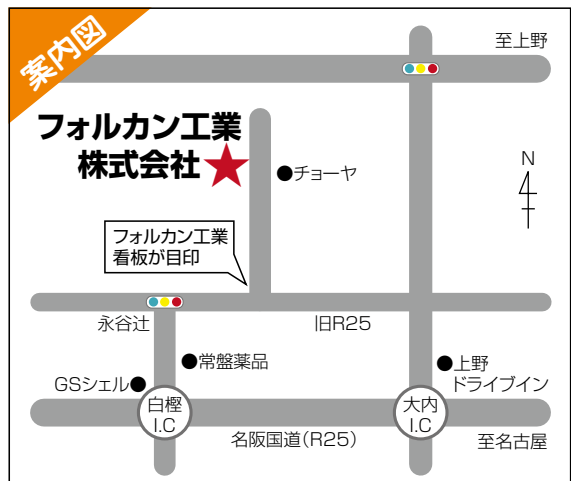 案内図
至上野
フォルカン工業
株式会社
●チョーヤ
N
フォルカン工業
看板が目印
永谷辻
旧R25
●常盤薬品
GSシェル●
●上野
ドライブイン
白樫
I.C
大内
I.C
名阪国道(R25)
至名古屋